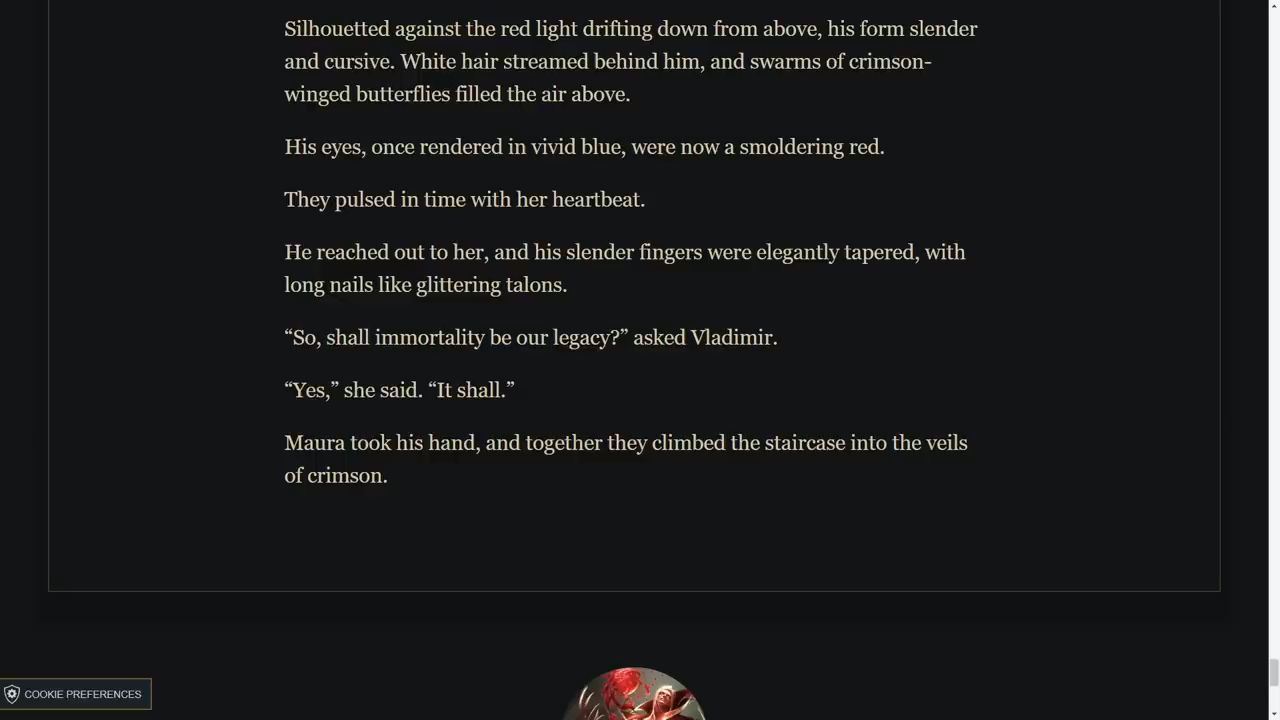 Silhouetted against the red light drifting down from above, his form slender
and cursive. White hair streamed behind him, and swarms of crimson-
winged butterflies filled the air above.
His eyes, once rendered in vivid blue, were now a smoldering red.
They pulsed in time with her heartbeat.
He reached out to her, and his slender fingers were elegantly tapered, with
long nails like glittering talons.
“So, shall immortality be our legacy?” asked Vladimir.
“Yes,” she said. “It shall.”
Maura took his hand, and together they climbed the staircase into the veils
of crimson.
COOKIE PREFERENCES